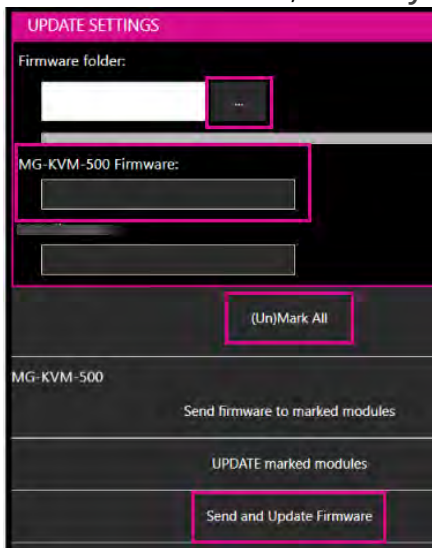 UPDATE SETTINGS
Firmware folder:
...
MG-KVM-500 Firmware:
(Un)Mark All
MG-KVM-500
Send firmware to marked modules
UPDATE marked modules
Send and Update Firmware